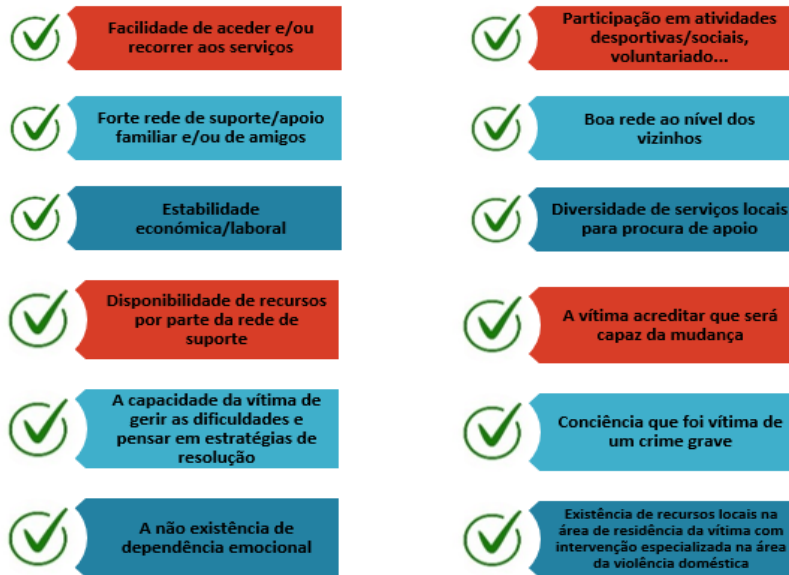 Facilidade de aceder e/ou
recorrer aos serviços
Participação em atividades
desportivas/sociais,
voluntariado...
Forte rede de suporte/apoio
familiar e/ou de amigos
Boa rede ao nível dos
vizinhos
Estabilidade
económica/laboral
Diversidade de serviços locais
para procura de apoio
Disponibilidade de recursos
por parte da rede de
suporte
A vítima acreditar que será
capaz da mudança
A capacidade da vítima de
gerir as dificuldades e
pensar em estratégias de
resolução
Conciência que foi vítima de
um crime grave
A não existência de
dependência emocional
Existência de recursos locais na
área de residência da vítima com
intervenção especializada na área
da violência doméstica